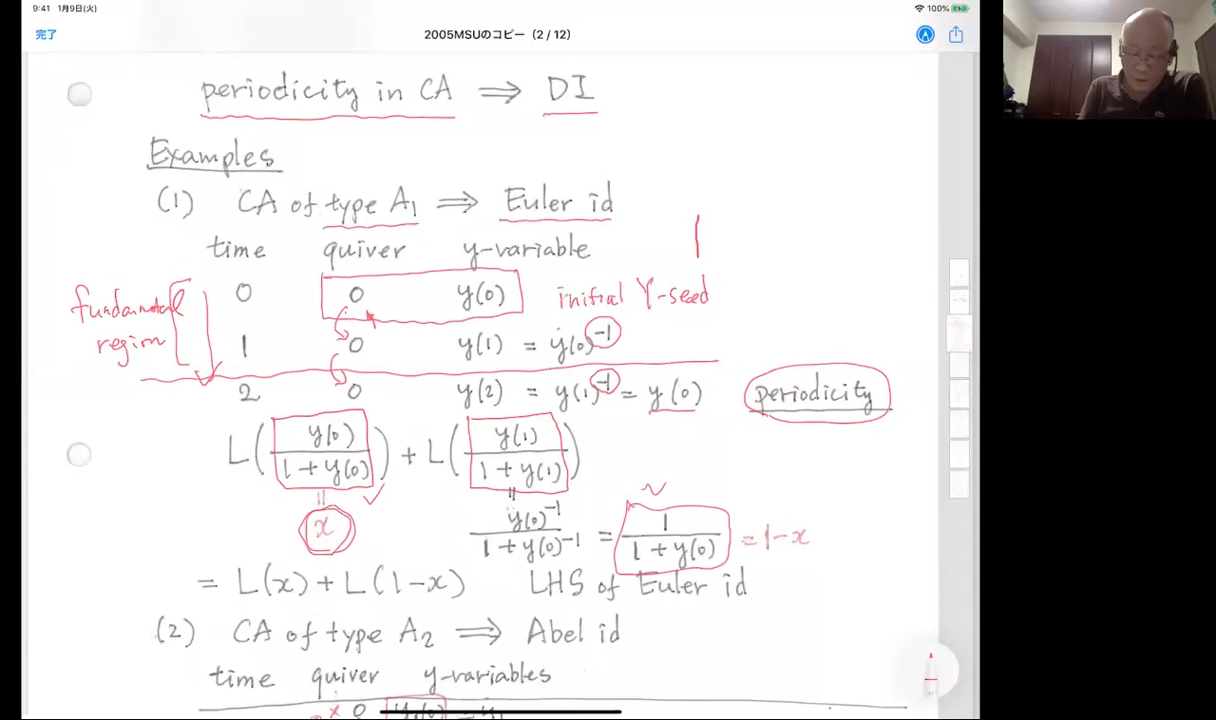 9:41 1月9日(火)
100%
完了
2005MSUのコピー (2 / 12)
periodicity in CA ⟹ DI
Examples
(1) CA of type A₁ ⟹ Euler id
time quiver y-variable
0 0 y(0) initial Y-seed
fundamental
region
1 0 y(1) = y(0)⁻¹
2 0 y(2) = y(1)⁻¹ = y(0) periodicity
L( y(0) / 1 + y(0) ) + L( y(1) / 1 + y(1) )
= x
= y(0)⁻¹ / 1 + y(0)⁻¹ = 1 / 1 + y(0) = 1-x
= L(x) + L(1-x) LHS of Euler id
(2) CA of type A₂ ⟹ Abel id
time quiver y-variables